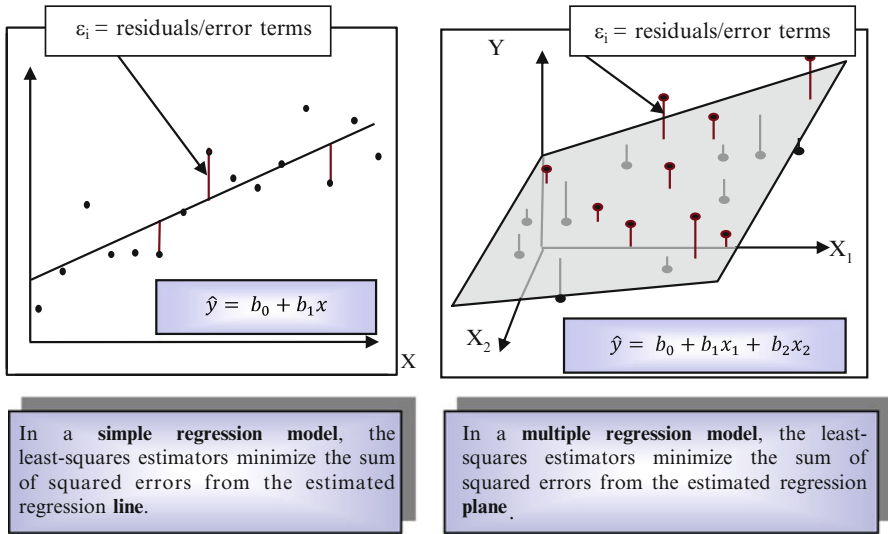 εi = residuals/error terms
ŷ = b0 + b1x
X
In a simple regression model, the
least-squares estimators minimize the sum
of squared errors from the estimated
regression line.
Y
εi = residuals/error terms
X1
X2
ŷ = b0 + b1x1 + b2x2
In a multiple regression model, the least-
squares estimators minimize the sum of
squared errors from the estimated regression
plane.